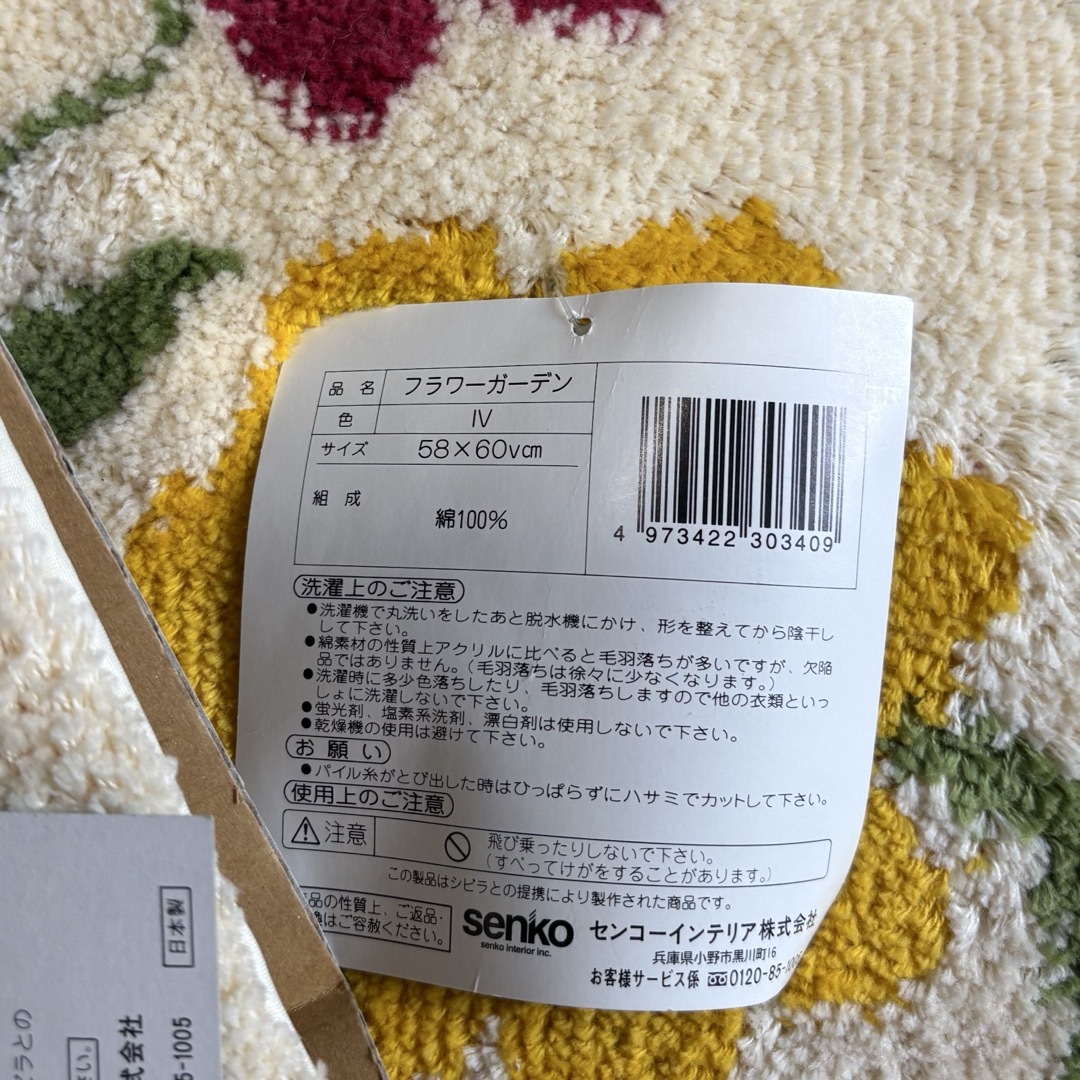 品 名 フラワーガーデン
色 IV
サイズ 58×60vcm
組 成
綿100%
4 973422 303409
洗濯上のご注意
●洗濯機で丸洗いをしたあと脱水機にかけ、形を整えてから陰干し
して下さい。
●綿素材の性質上アクリルに比べると毛羽落ちが多いですが、欠陥
品ではありません。(毛羽落ちは徐々に少なくなります。)
●洗濯時に多少色落ちしたり、毛羽落ちしますので他の衣類といっ
しょに洗濯しないで下さい。
●蛍光剤、塩素系洗剤、漂白剤は使用しないで下さい。
●乾燥機の使用は避けて下さい。
お 願 い
●パイル糸がとび出した時はひっぱらずにハサミでカットして下さい。
使用上のご注意
注意 飛び乗ったりしないで下さい。
(すべってけがをすることがあります。)
この製品はシビラとの提携により製作された商品です。
品の性質上、ご返品・
はご容赦ください。
senko
senko interior inc.
センコーインテリア株式会社
兵庫県小野市黒川町16
お客様サービス係 0120-85-100
日本製
ビラとの
さい。
式会社
5-1005